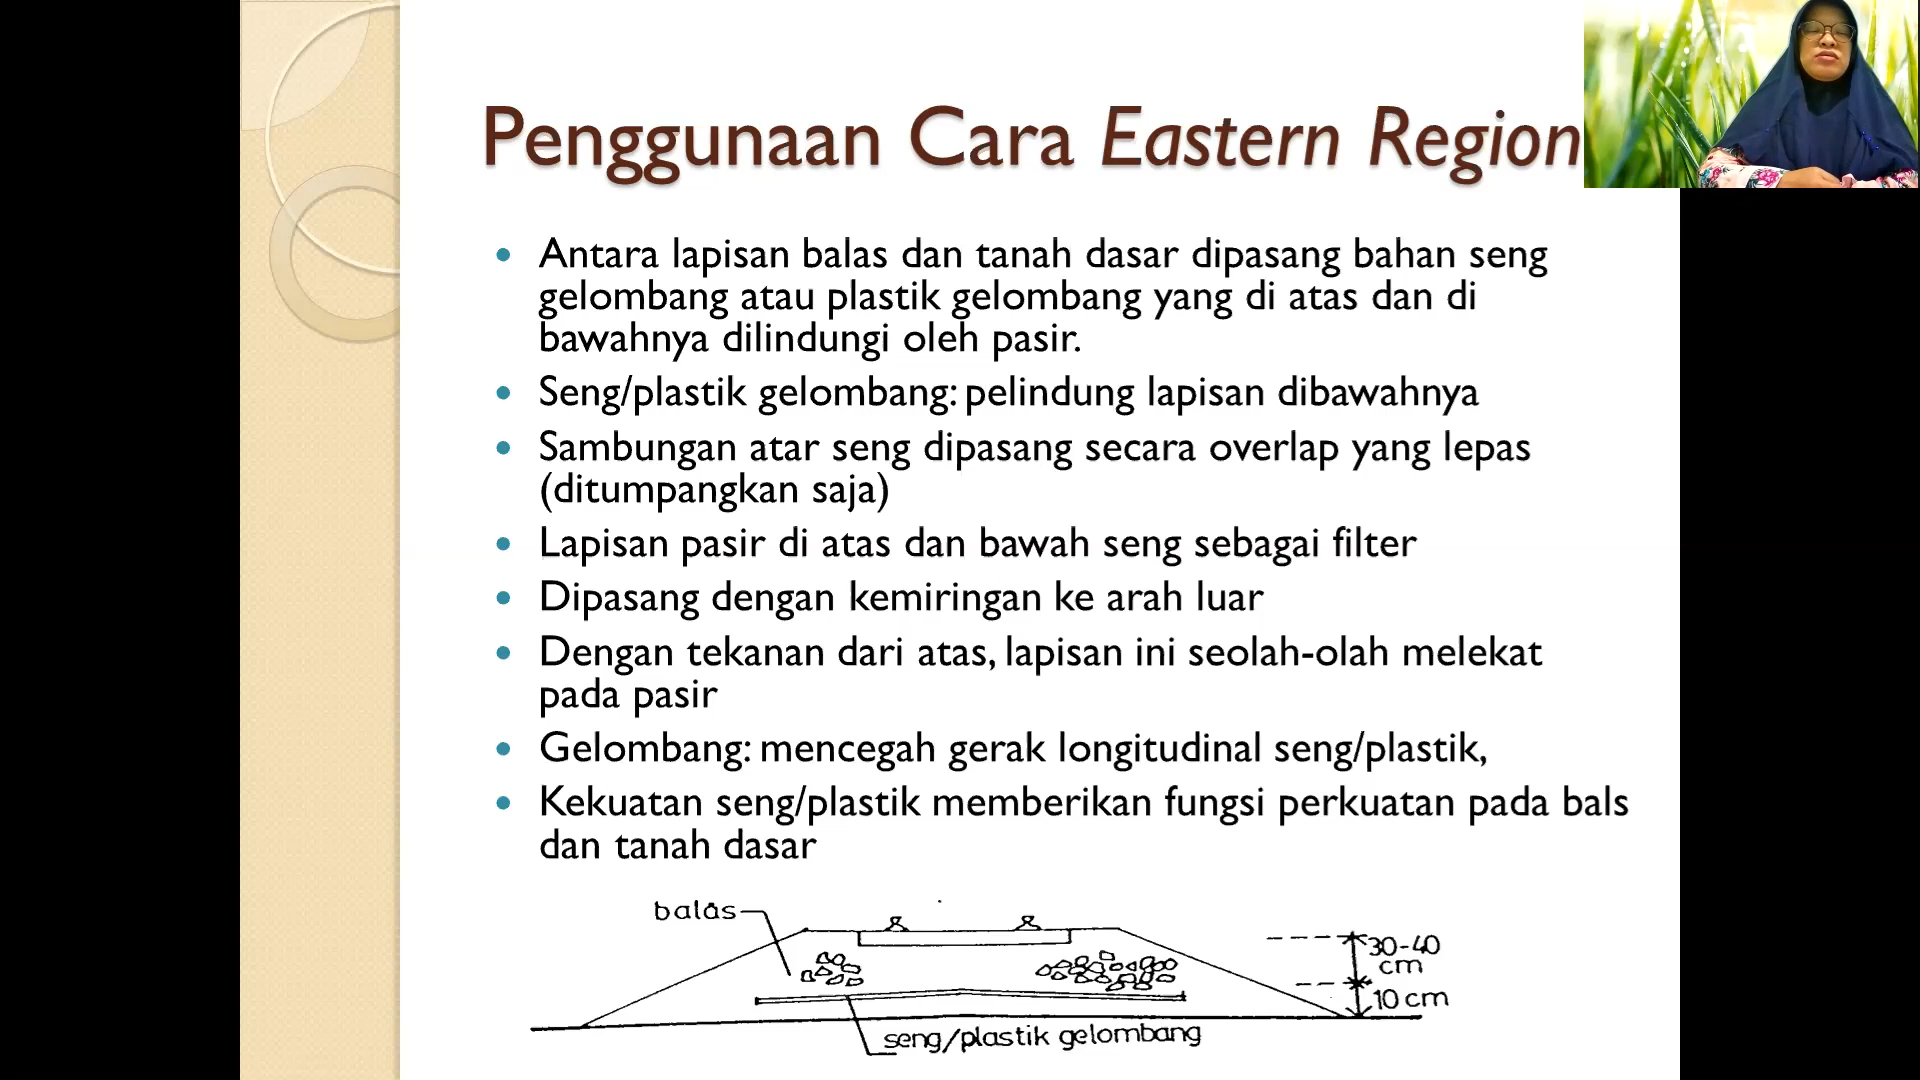 Penggunaan Cara Eastern Region
• Antara lapisan balas dan tanah dasar dipasang bahan seng
gelombang atau plastik gelombang yang di atas dan di
bawahnya dilindungi oleh pasir.
• Seng/plastik gelombang: pelindung lapisan dibawahnya
• Sambungan atar seng dipasang secara overlap yang lepas
(ditumpangkan saja)
• Lapisan pasir di atas dan bawah seng sebagai filter
• Dipasang dengan kemiringan ke arah luar
• Dengan tekanan dari atas, lapisan ini seolah-olah melekat
pada pasir
• Gelombang: mencegah gerak longitudinal seng/plastik,
• Kekuatan seng/plastik memberikan fungsi perkuatan pada bals
dan tanah dasar
balas
30-40
cm
10 cm
seng/plastik gelombang